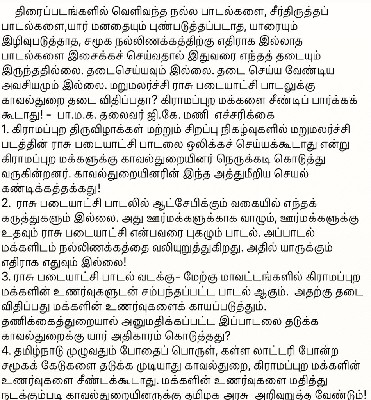 திரைப்படங்களில் வெளிவந்த நல்ல பாடல்களை, சீர்திருத்தப்
பாடல்களை,யார் மனதையும் புண்படுத்தப்படாத, யாரையும்
இழிவுபடுத்தாத, சமூக நல்லிணக்கத்திற்கு எதிராக இல்லாத
பாடல்களை இசைக்கச் செய்வதால் இதுவரை எந்தத் தடையும்
இருந்ததில்லை. தடைசெய்யவும் இல்லை. தடை செய்ய வேண்டிய
அவசியமும் இல்லை. மறுமலர்ச்சி ராசு படையாட்சி பாடலுக்கு
காவல்துறை தடை விதிப்பதா? கிராமப்புற மக்களை சீண்டிப் பார்க்கக்
கூடாது! - பா.ம.க. தலைவர் ஜி.கே. மணி எச்சரிக்கை
1. கிராமப்புற திருவிழாக்கள் மற்றும் சிறப்பு நிகழ்வுகளில் மறுமலர்ச்சி
படத்தின் ராசு படையாட்சி பாடலை ஒலிக்கச் செய்யக்கூடாது என்று
கிராமப்புற மக்களுக்கு காவல்துறையினர் நெருக்கடி கொடுத்து
வருகின்றனர். காவல்துறையினரின் இந்த அத்துமீறிய செயல்
கண்டிக்கத்தக்கது!
2. ராசு படையாட்சி பாடலில் ஆட்சேபிக்கும் வகையில் எந்தக்
கருத்துகளும் இல்லை. அது ஊர்மக்களுக்காக வாழும், ஊர்மக்களுக்கு
உதவும் ராசு படையாட்சி என்பவரை புகழும் பாடல். அப்பாடல்
மக்களிடம் நல்லிணக்கத்தை வலியுறுத்துகிறது. அதில் யாருக்கும்
எதிராக எதுவும் இல்லை!
3. ராசு படையாட்சி பாடல் வடக்கு- மேற்கு மாவட்டங்களில் கிராமப்புற
மக்களின் உணர்வுகளுடன் சம்பந்தப்பட்ட பாடல் ஆகும். அதற்கு தடை
விதிப்பது மக்களின் உணர்வுகளைக் காயப்படுத்தும்.
தணிக்கைத்துறையால் அனுமதிக்கப்பட்ட இப்பாடலை தடுக்க
காவல்துறைக்கு யார் அதிகாரம் கொடுத்தது?
4. தமிழ்நாடு முழுவதும் போதைப் பொருள், கள்ள லாட்டரி போன்ற
சமூகக் கேடுகளை தடுக்க முடியாது காவல்துறை, கிராமப்புற மக்களின்
உணர்வுகளை சீண்டக்கூடாது. மக்களின் உணர்வுகளை மதித்து
நடக்கும்படி காவல்துறையினருக்கு தமிழக அரசு அறிவுறுத்த வேண்டும்!